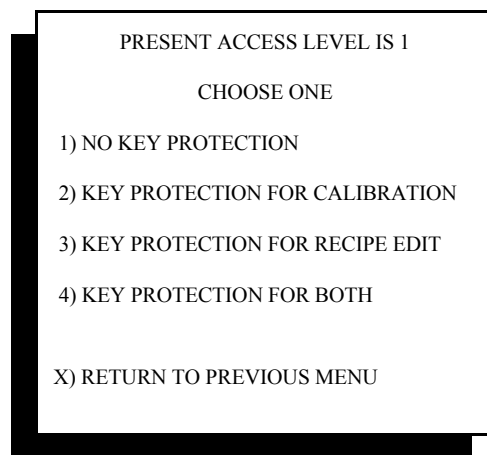 PRESENT ACCESS LEVEL IS 1
CHOOSE ONE
1) NO KEY PROTECTION
2) KEY PROTECTION FOR CALIBRATION
3) KEY PROTECTION FOR RECIPE EDIT
4) KEY PROTECTION FOR BOTH
X) RETURN TO PREVIOUS MENU